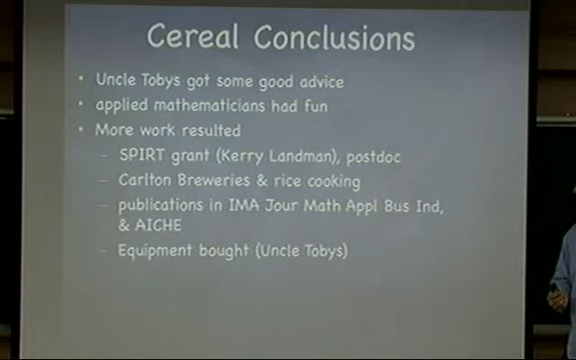 Cereal Conclusions
• Uncle Tobys got some good advice
• applied mathematicians had fun
• More work resulted
– SPIRT grant (Kerry Landman), postdoc
– Carlton Breweries & rice cooking
– publications in IMA Jour Math Appl Bus Ind,
& AICHE
– Equipment bought (Uncle Tobys)